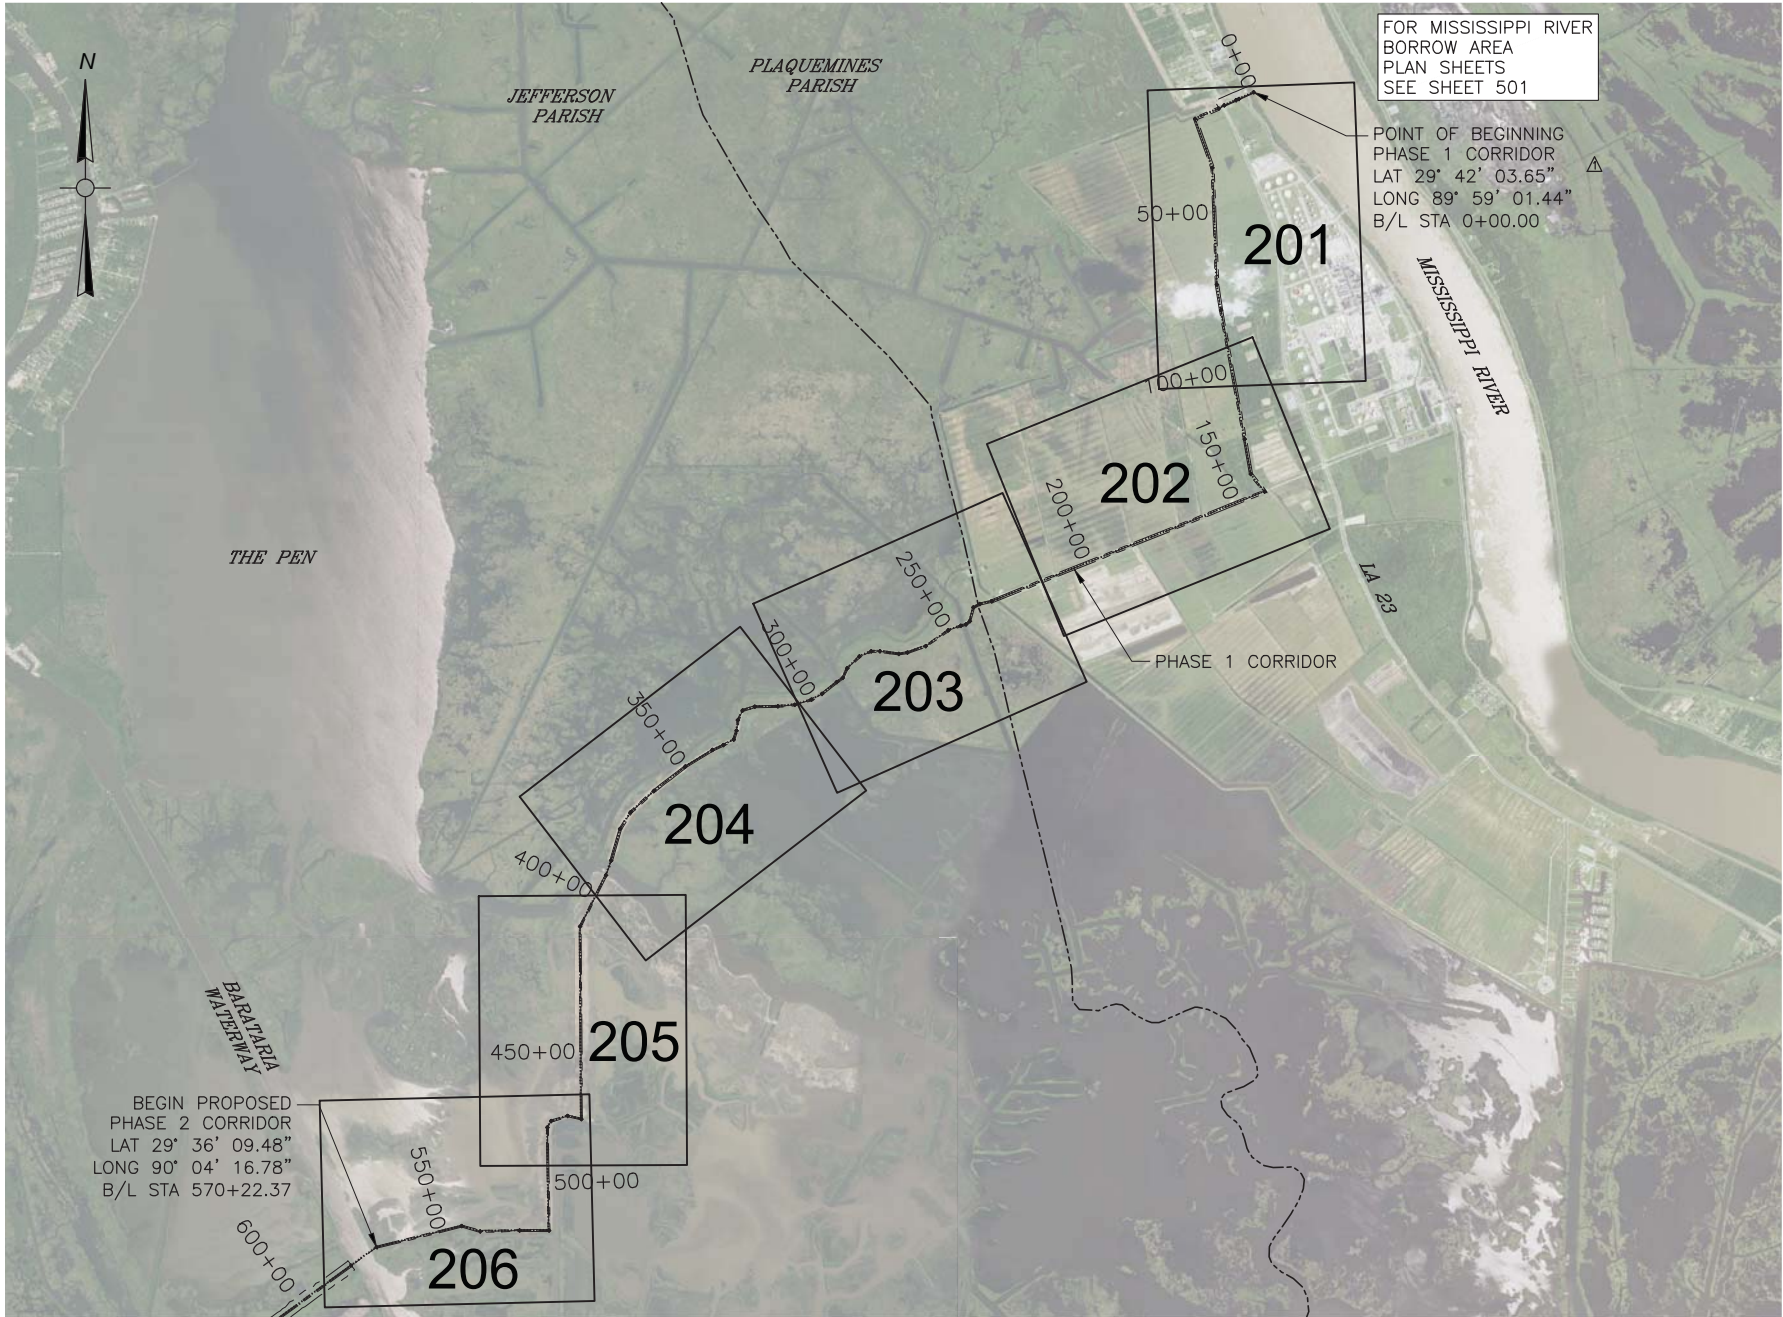 FOR MISSISSIPPI RIVER
BORROW AREA
PLAN SHEETS
SEE SHEET 501
N
0+00
PLAQUEMINES
PARISH
JEFFERSON
PARISH
POINT OF BEGINNING
PHASE 1 CORRIDOR
LAT 29° 42' 03.65"
LONG 89° 59' 01.44"
B/L STA 0+00.00
1
50+00
201
MISSISSIPPI RIVER
100+00
150+00
202
200+00
THE PEN
250+00
LA 23
300+00
PHASE 1 CORRIDOR
203
350+00
204
400+00
BARATARIA
WATERWAY
205
450+00
BEGIN PROPOSED
PHASE 2 CORRIDOR
LAT 29° 36' 09.48"
LONG 90° 04' 16.78"
B/L STA 570+22.37
550+00
500+00
600+00
206